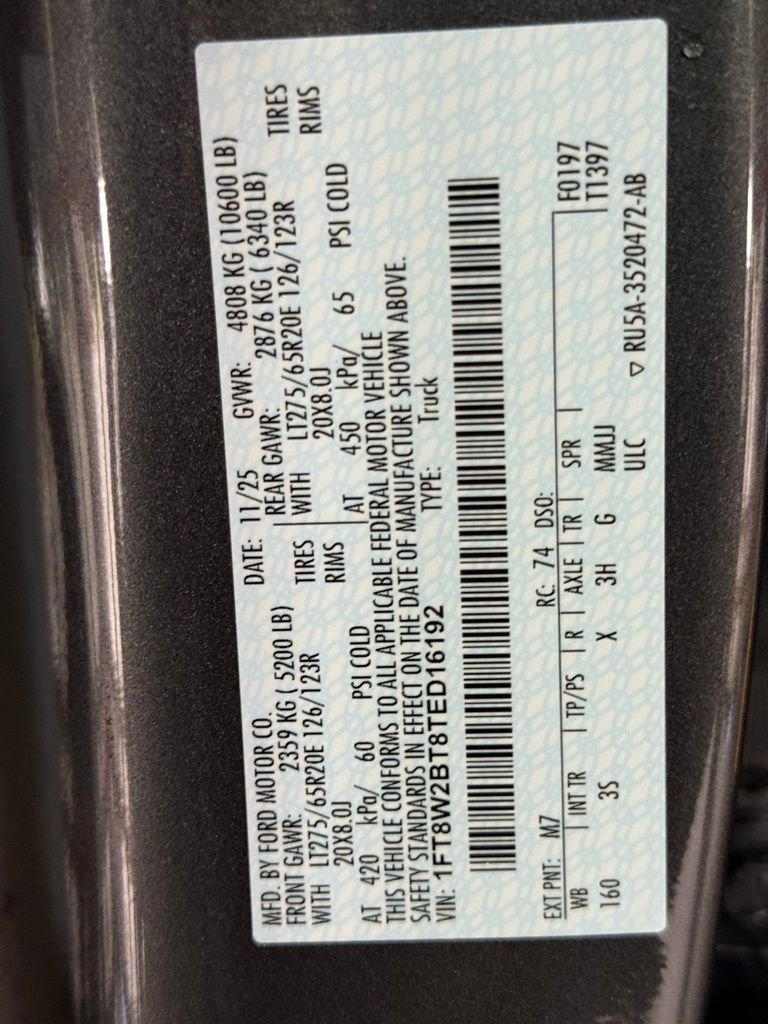 MFD. BY FORD MOTOR CO.
DATE: 11/25 GVWR: 4808 KG (10600 LB)
FRONT GAWR: 2359 KG ( 5200 LB)
REAR GAWR: 2876 KG ( 6340 LB)
WITH LT275/65R20E 126/123R TIRES
WITH LT275/65R20E 126/123R TIRES
20X8.0J RIMS
20X8.0J RIMS
AT 420 kPa/ 60 PSI COLD
AT 450 kPa/ 65 PSI COLD
THIS VEHICLE CONFORMS TO ALL APPLICABLE FEDERAL MOTOR VEHICLE
SAFETY STANDARDS IN EFFECT ON THE DATE OF MANUFACTURE SHOWN ABOVE.
VIN: 1FT8W2BT8TED16192 TYPE: Truck
EXT PNT: M7 RC: 74 DSO: F0197
WB INT TR TP/PS R AXLE TR SPR T1397
160 3S X 3H G MMJJ
ULC ▽ RU5A-3520472-AB